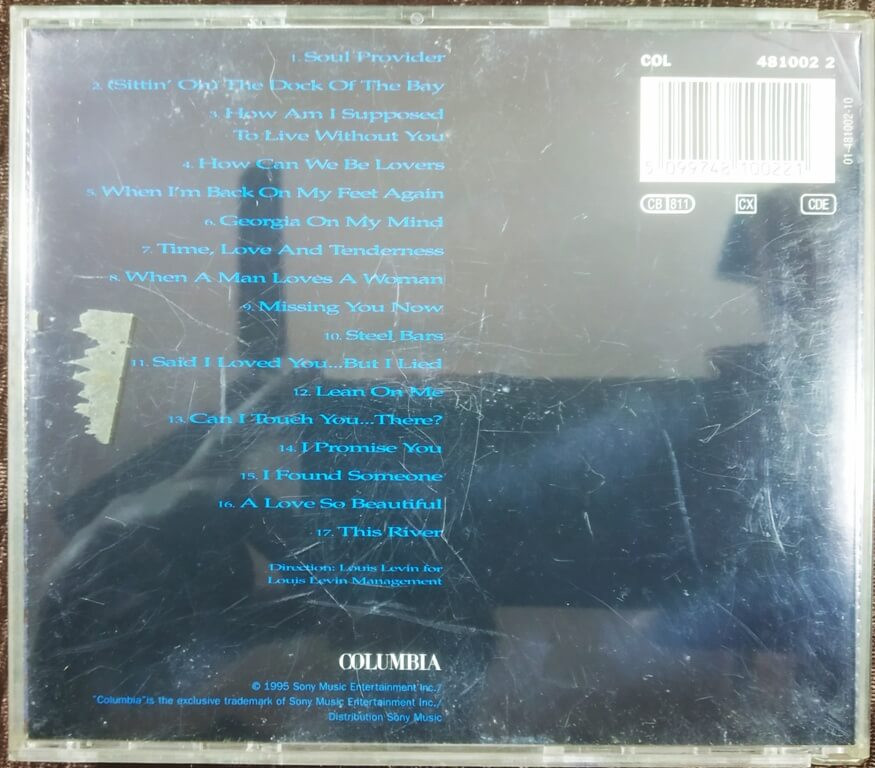 1. Soul Provider
2. (Sittin' On) The Dock Of The Bay
3. How Am I Supposed
To Live Without You
4. How Can We Be Lovers
5. When I'm Back On My Feet Again
6. Georgia On My Mind
7. Time, Love And Tenderness
8. When A Man Loves A Woman
9. Missing You Now
10. Steel Bars
11. Said I Loved You...But I Lied
12. Lean On Me
13. Can I Touch You...There?
14. I Promise You
15. I Found Someone
16. A Love So Beautiful
17. This River
Direction: Louis Levin for
Louis Levin Management
COLUMBIA
© 1995 Sony Music Entertainment Inc./
"Columbia"is the exclusive trademark of Sony Music Entertainment Inc./
Distribution Sony Music
COL 481002 2
5 099748 100221
CB 811 CX CDE
01-481002-10